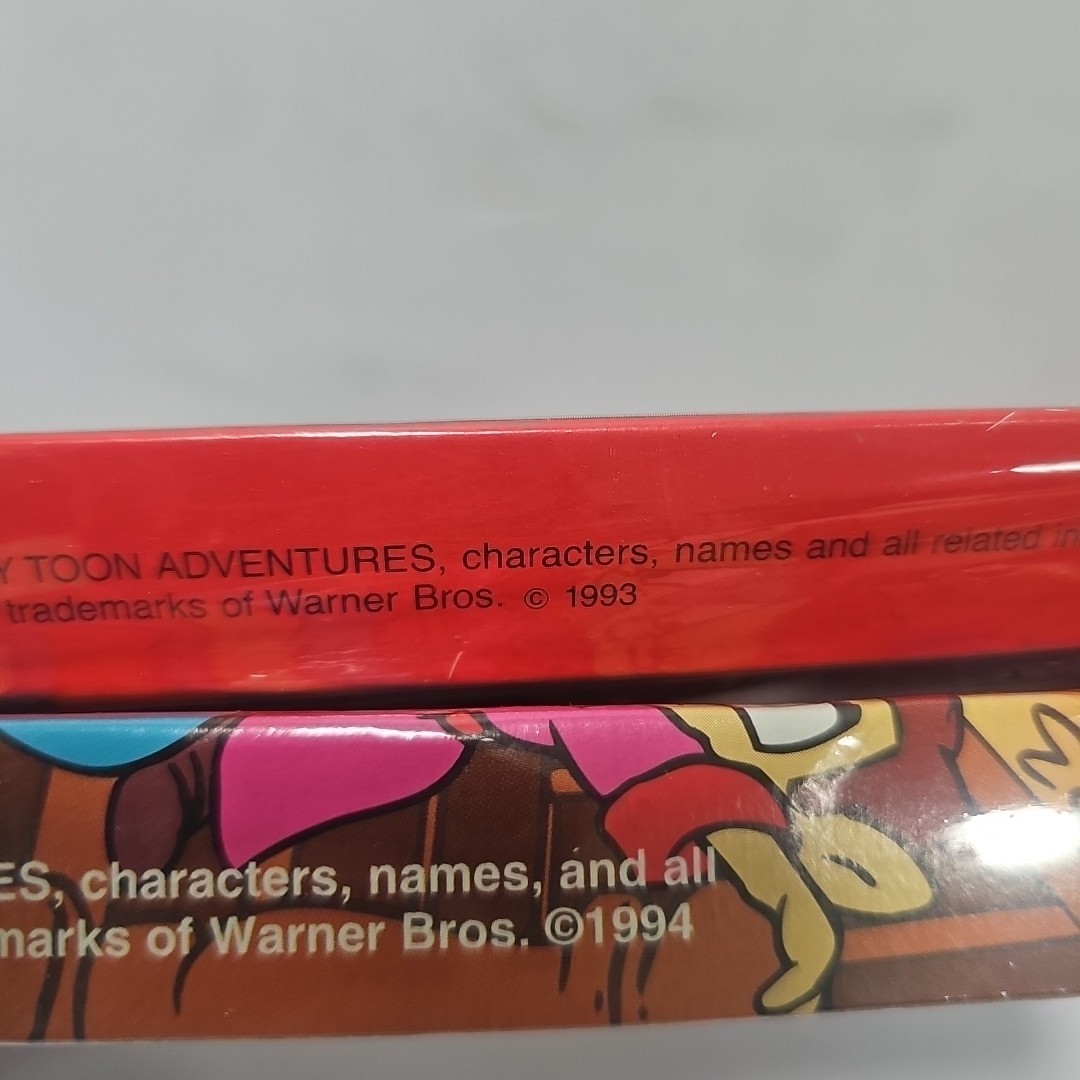 Y TOON ADVENTURES, characters, names and all related in
trademarks of Warner Bros. © 1993
ES, characters, names, and all
marks of Warner Bros. ©1994